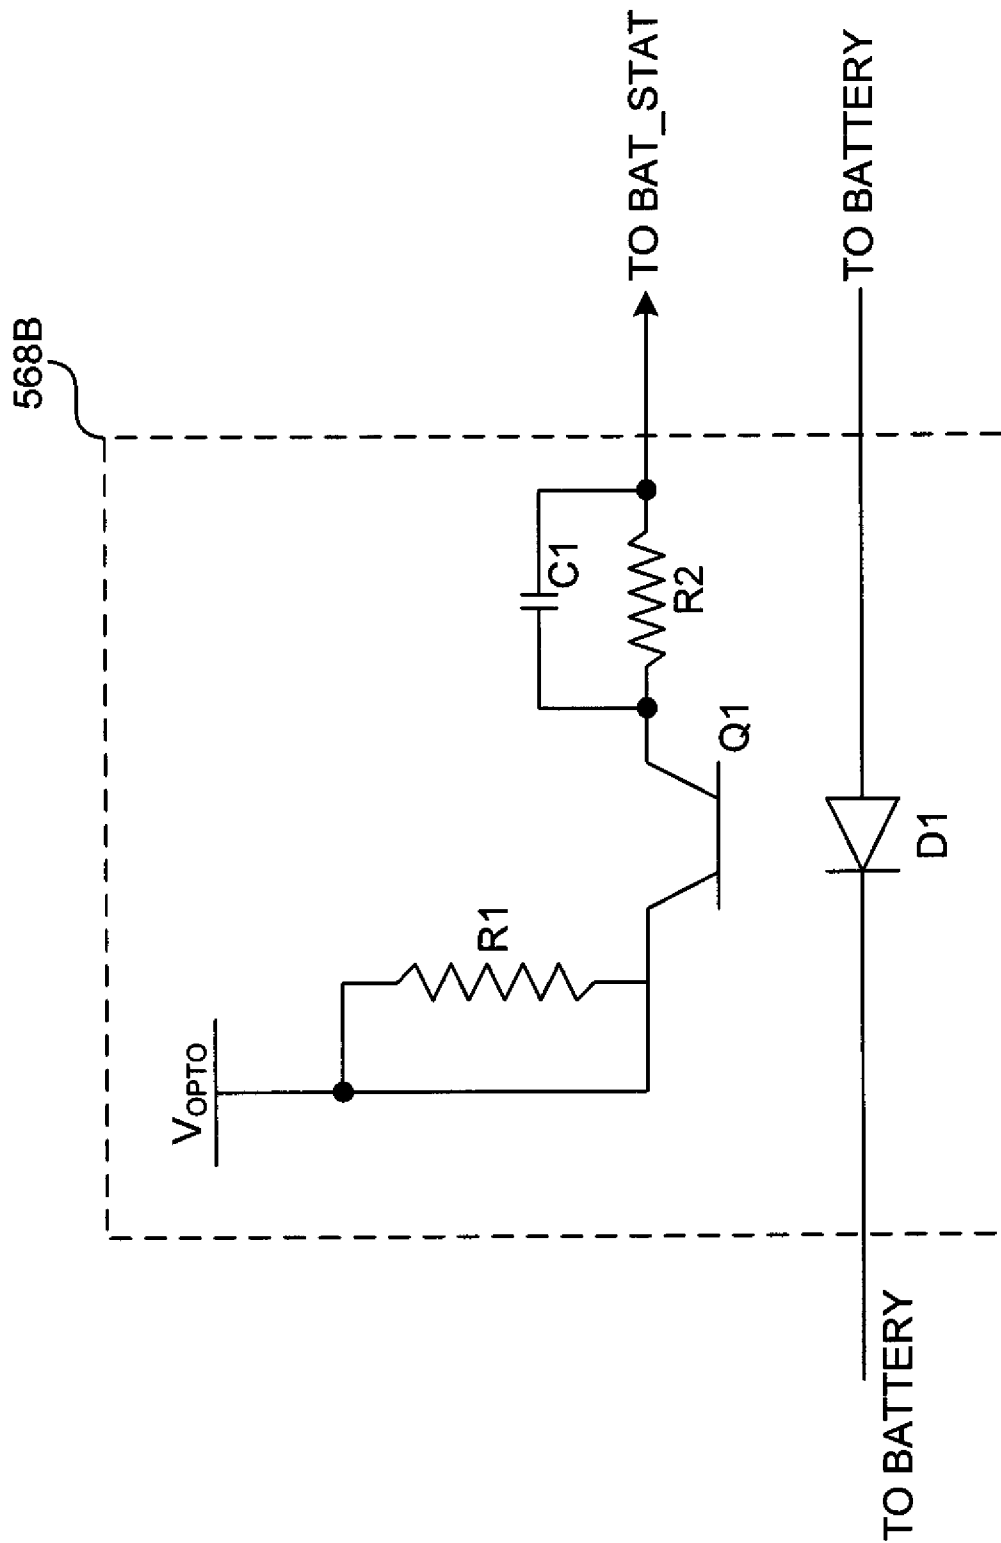 568B
V_OPTO
R1
C1
R2
Q1
D1
TO BAT_STAT
TO BATTERY
TO BATTERY